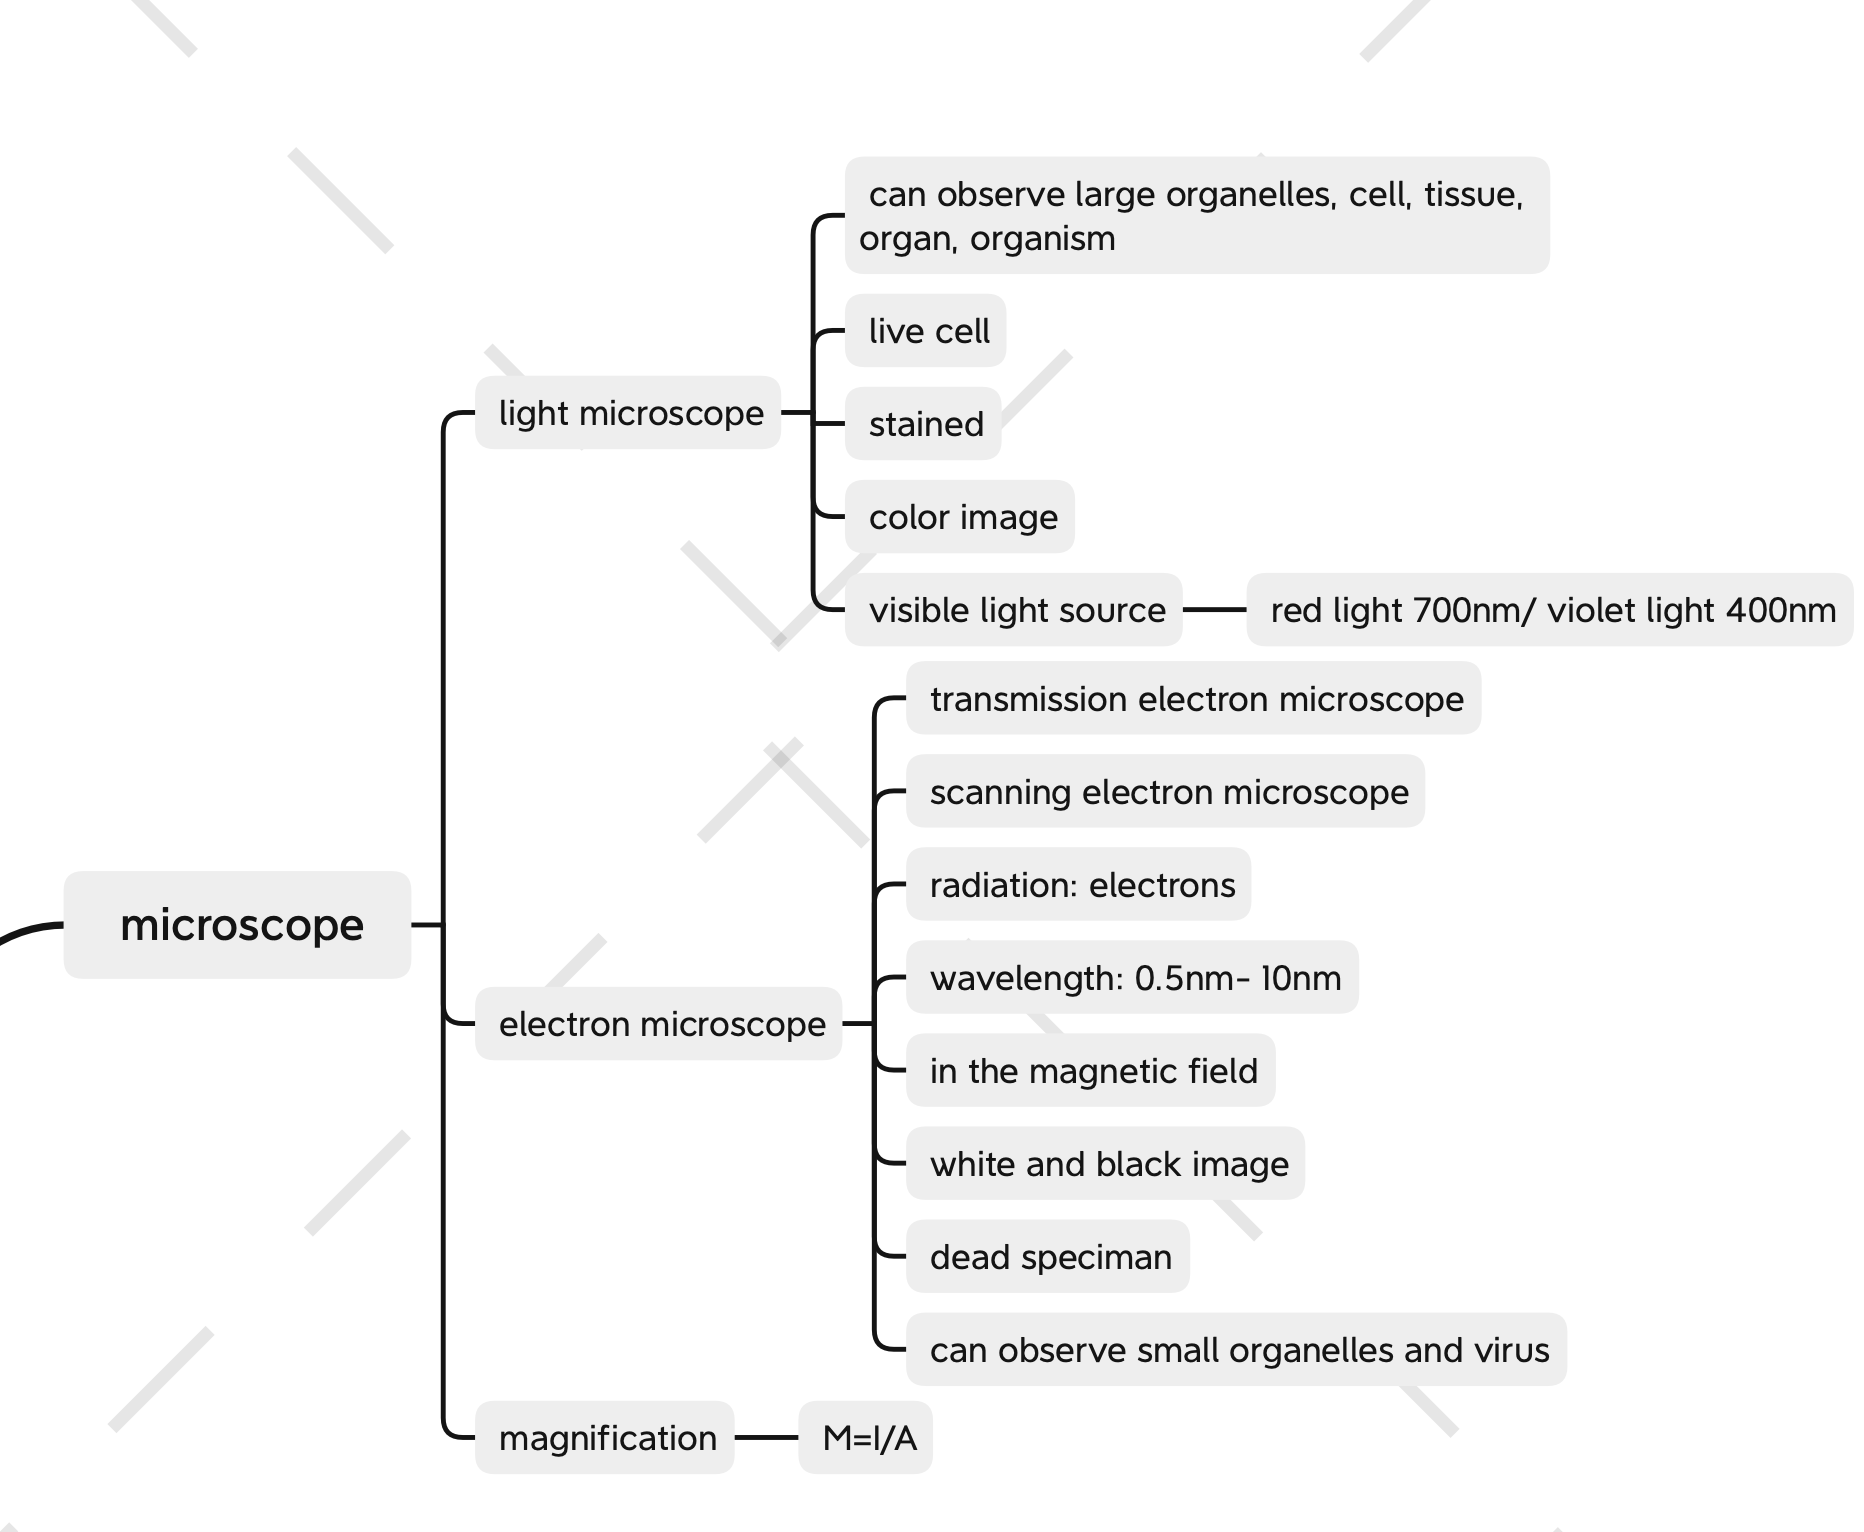 can observe large organelles, cell, tissue,
organ, organism
live cell
light microscope
stained
color image
visible light source
red light 700nm/ violet light 400nm
transmission electron microscope
scanning electron microscope
radiation: electrons
microscope
wavelength: 0.5nm- 10nm
electron microscope
in the magnetic field
white and black image
dead speciman
can observe small organelles and virus
magnification
M=I/A